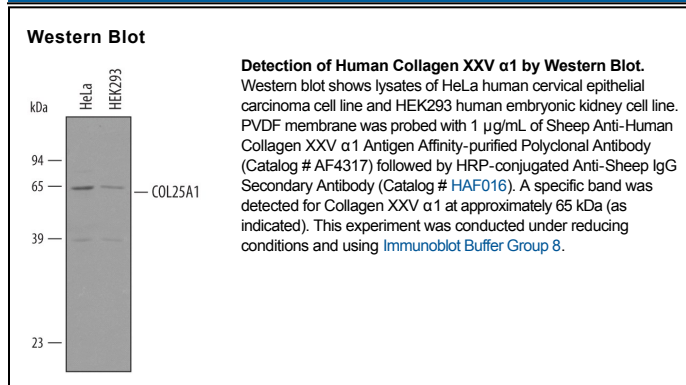 Western Blot
HeLa
HEK293
kDa
94
65
COL25A1
39
23
Detection of Human Collagen XXV α1 by Western Blot.
Western blot shows lysates of HeLa human cervical epithelial
carcinoma cell line and HEK293 human embryonic kidney cell line.
PVDF membrane was probed with 1 µg/mL of Sheep Anti-Human
Collagen XXV α1 Antigen Affinity-purified Polyclonal Antibody
(Catalog # AF4317) followed by HRP-conjugated Anti-Sheep IgG
Secondary Antibody (Catalog # HAF016). A specific band was
detected for Collagen XXV α1 at approximately 65 kDa (as
indicated). This experiment was conducted under reducing
conditions and using Immunoblot Buffer Group 8.